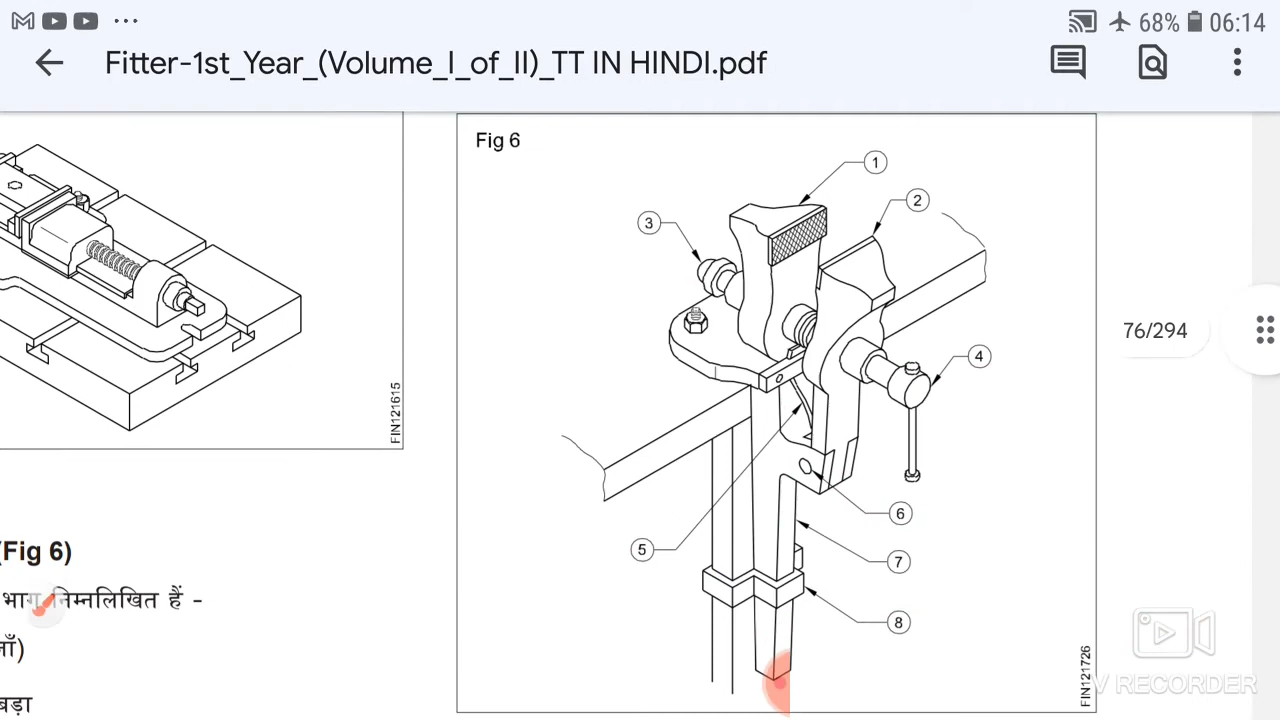 68% 06:14
Fitter-1st_Year_(Volume_I_of_II)_TT IN HINDI.pdf
FIN121615
(Fig 6)
निम्नलिखित हैं -
बड़ा
Fig 6
1
2
3
4
5
6
7
8
FIN121726
76/294
V RECORDER